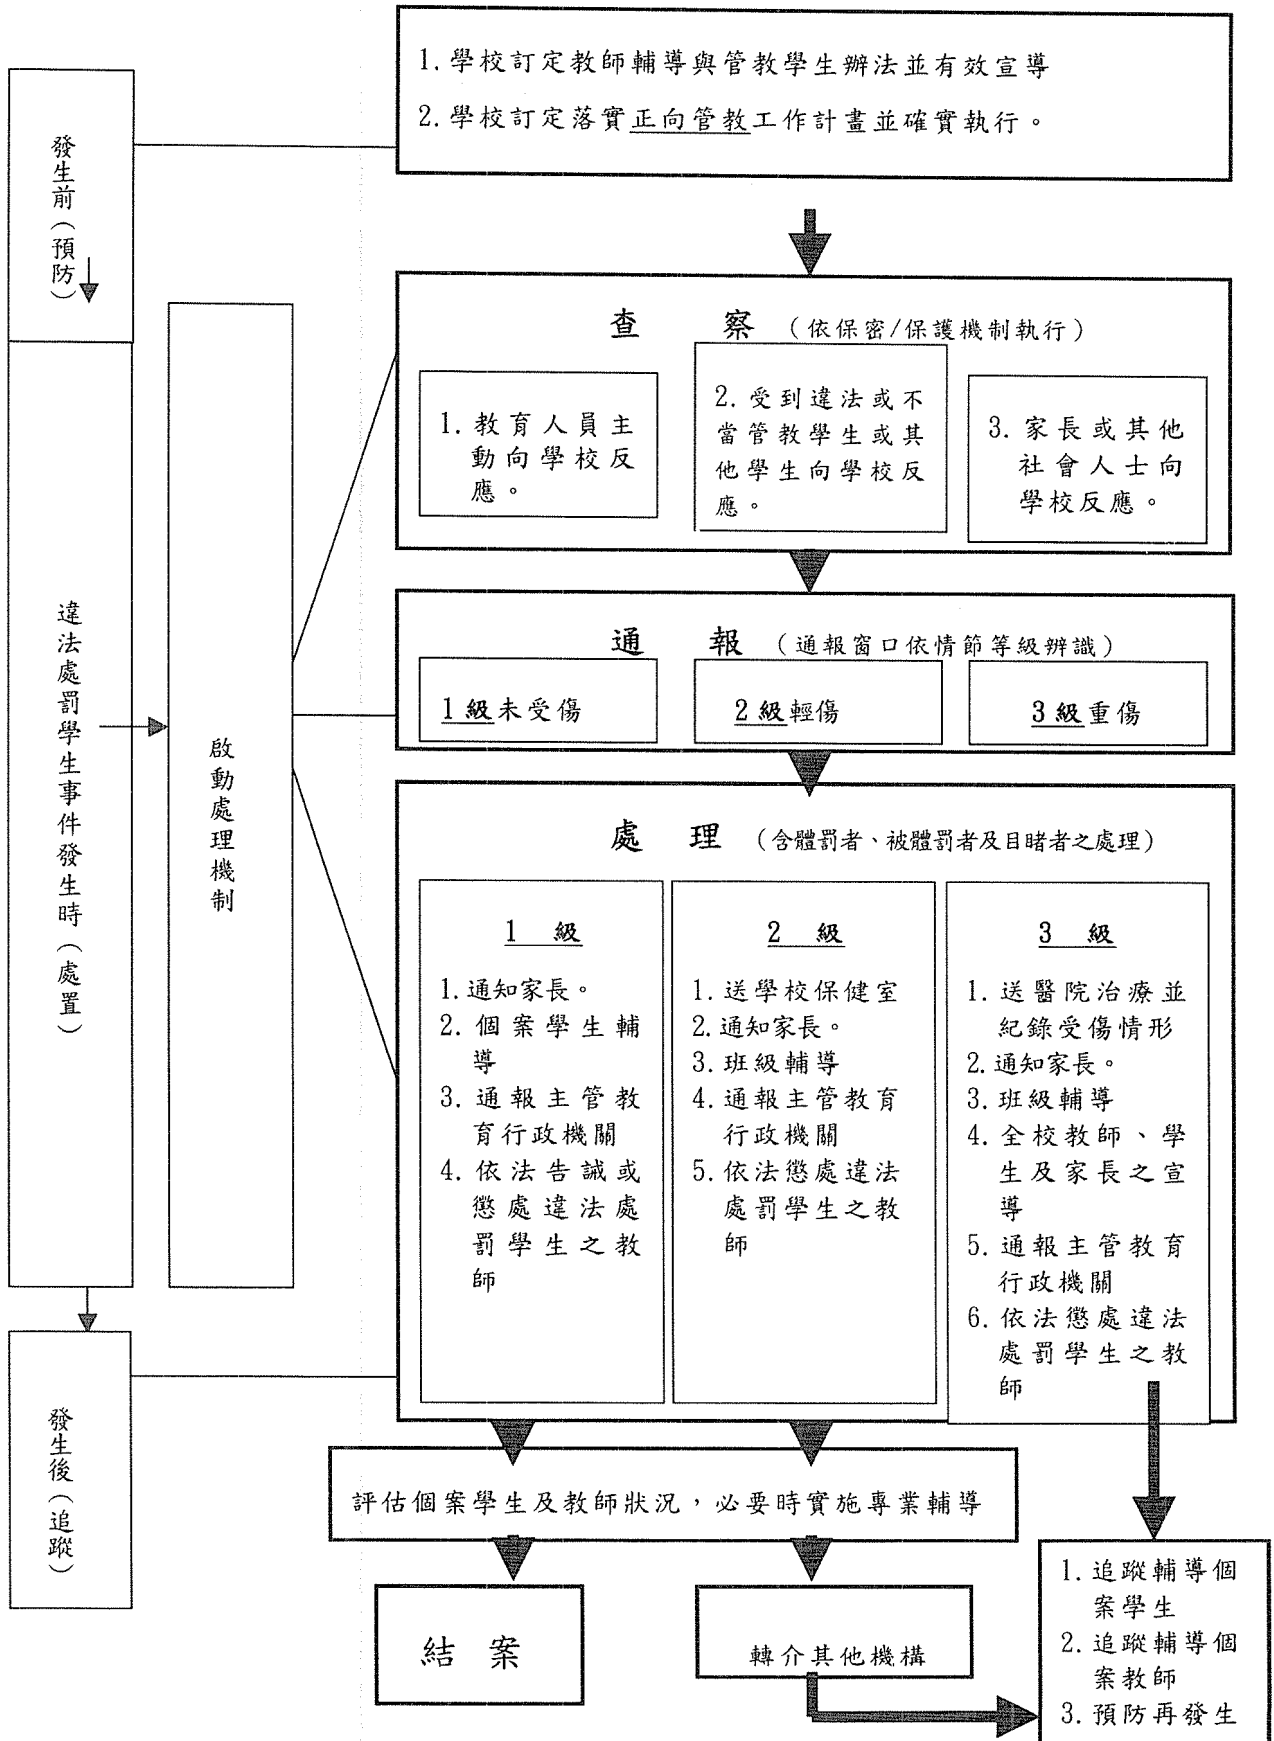 1. 學校訂定教師輔導與管教學生辦法並有效宣導
2. 學校訂定落實正向管教工作計畫並確實執行。
發生前（預防）
查 察（依保密/保護機制執行）
1. 教育人員主
動向學校反
應。
2. 受到違法或不
當管教學生或其
他學生向學校反
應。
3. 家長或其他
社會人士向
學校反應。
違法處罰學生事件發生時（處置）
啟動處理機制
通 報（通報窗口依情節等級辨識）
1級未受傷
2級輕傷
3級重傷
處 理（含體罰者、被體罰者及目睹者之處理）
1 級
1. 通知家長。
2. 個案學生輔
導
3. 通報主管教
育行政機關
4. 依法告誡或
懲處違法處
罰學生之教
師
2 級
1. 送學校保健室
2. 通知家長。
3. 班級輔導
4. 通報主管教育
行政機關
5. 依法懲處違法
處罰學生之教
師
3 級
1. 送醫院治療並
紀錄受傷情形
2. 通知家長。
3. 班級輔導
4. 全校教師、學
生及家長之宣
導
5. 通報主管教育
行政機關
6. 依法懲處違法
處罰學生之教
師
發生後（追蹤）
評估個案學生及教師狀況，必要時實施專業輔導
結 案
轉介其他機構
1. 追蹤輔導個
案學生
2. 追蹤輔導個
案教師
3. 預防再發生